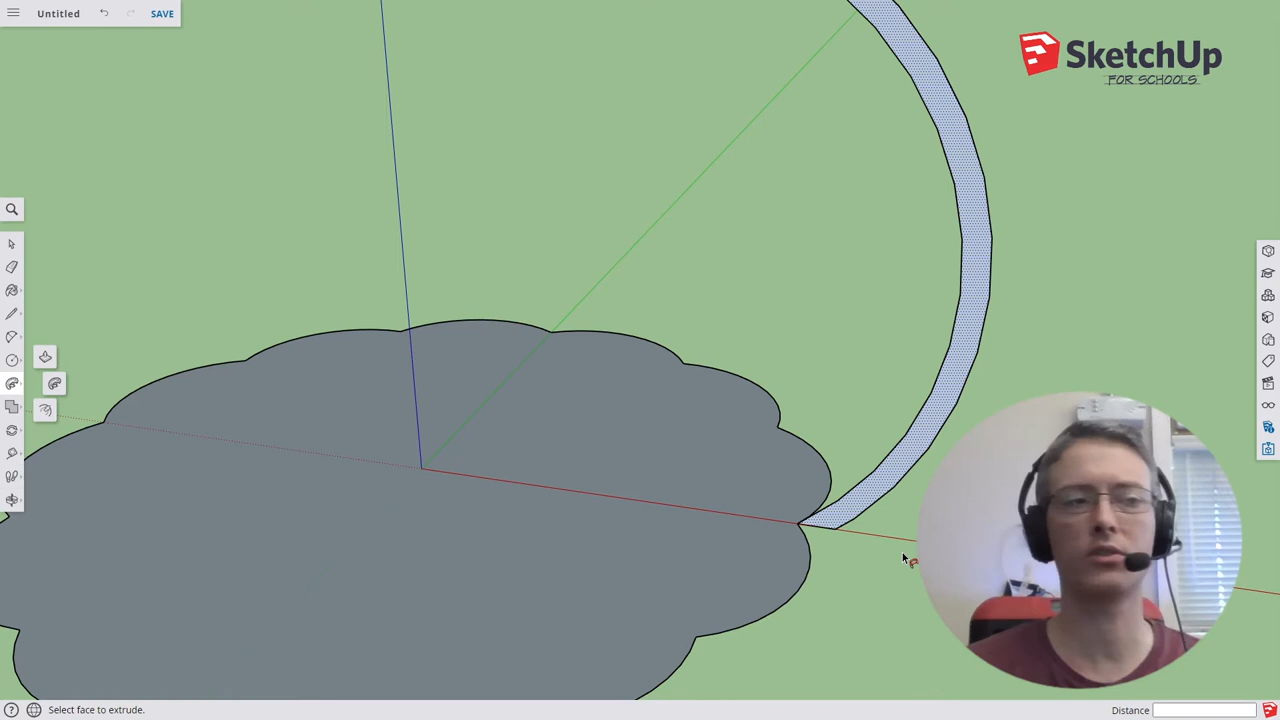 Untitled
SAVE
SketchUp
FOR SCHOOLS
Select face to extrude.
Distance